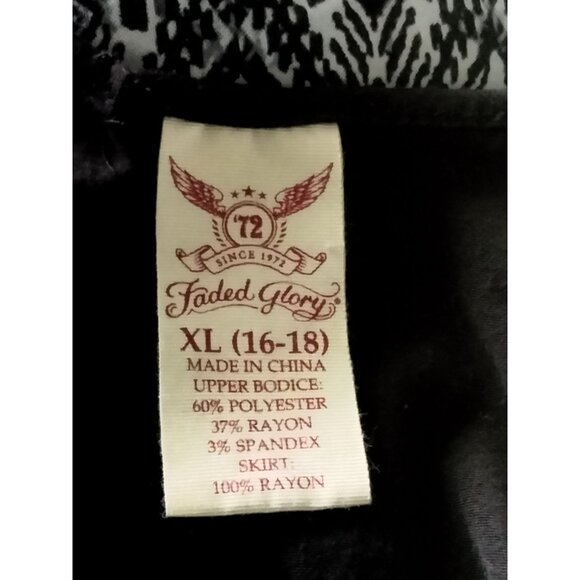 '72
SINCE 1972
Faded Glory®
XL (16-18)
MADE IN CHINA
UPPER BODICE:
60% POLYESTER
37% RAYON
3% SPANDEX
SKIRT:
100% RAYON